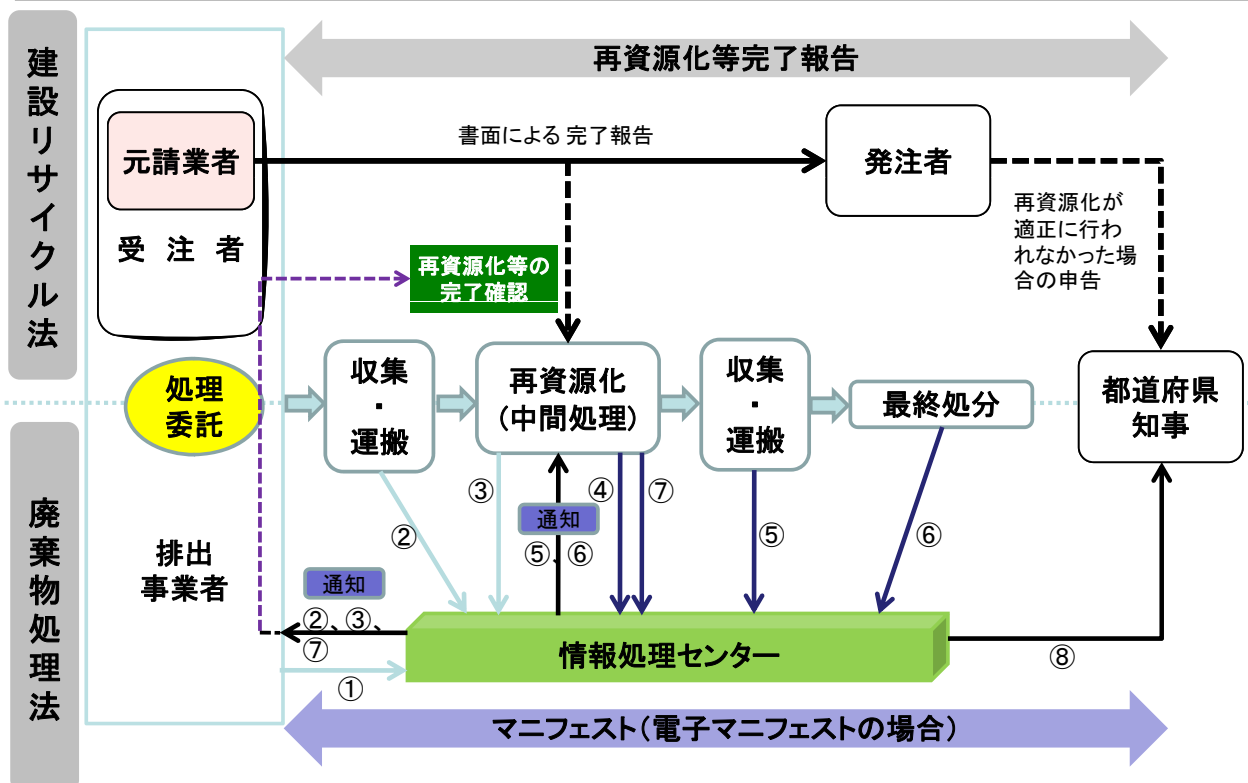 建設リサイクル法
再資源化等完了報告
元請業者
受 注 者
書面による 完了報告
発注者
再資源化が
適正に行わ
れなかった場
合の申告
再資源化等の
完了確認
処理
委託
収集
・
運搬
再資源化
(中間処理)
収集
・
運搬
最終処分
都道府県
知事
廃棄物処理法
排出
事業者
②
③
通知
⑤、⑥
④
⑦
⑤
⑥
通知
②、③、
⑦
①
情報処理センター
⑧
マニフェスト(電子マニフェストの場合)